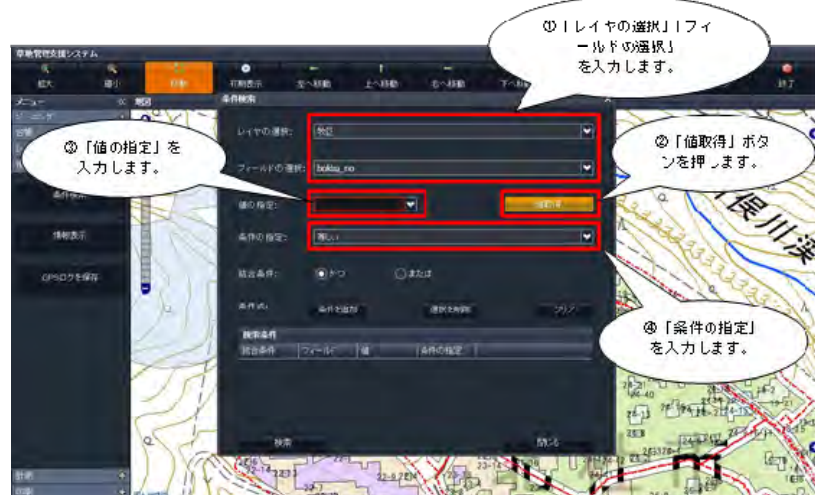 ①「レイヤの選択」「フィ
ールドの選択」
を入力します。
草地管理支援システム
拡大
縮小
移動
初期表示
左へ移動
上へ移動
右へ移動
終了
メニュー
地図
条件検索
レイヤの選択:
牧区
フィールドの選択:
bokku_no
③「値の指定」を
入力します。
②「値取得」ボタ
ンを押します。
値の指定:
値取得
条件の指定:
等しい
条件検索
情報表示
GPSログを保存
結合条件:
かつ
または
条件式:
条件を追加
選択を削除
クリア
④「条件の指定」
を入力します。
検索条件
結合条件
フィールド
値
条件の指定
検索
閉じる
計測
印刷
俣川渓